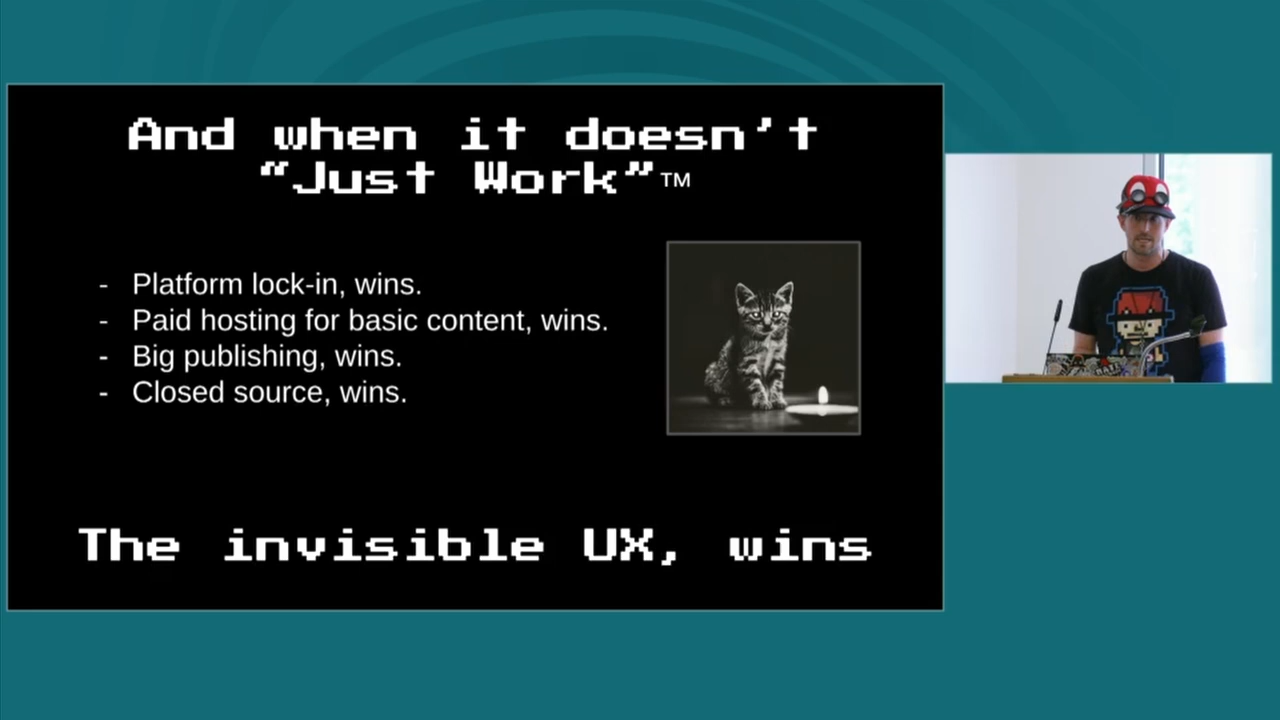 And when it doesn't
"Just Work"™
- Platform lock-in, wins.
- Paid hosting for basic content, wins.
- Big publishing, wins.
- Closed source, wins.
The invisible UX, wins